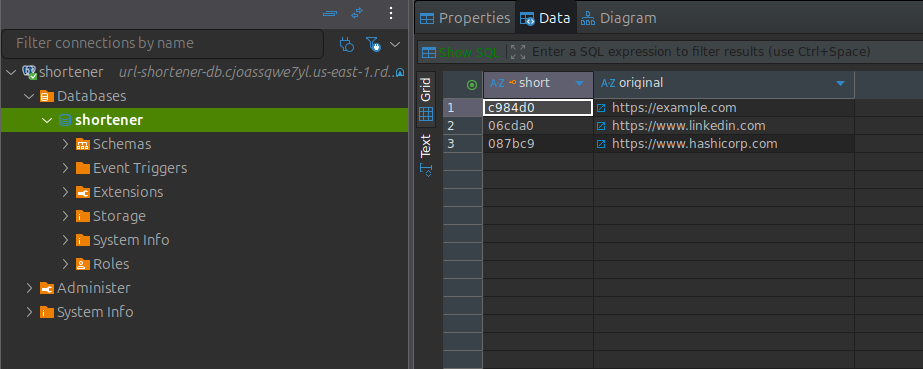 Filter connections by name
shortener url-shortener-db.cjoassqwe7yl.us-east-1.rd...
Databases
shortener
Schemas
Event Triggers
Extensions
Storage
System Info
Roles
Administer
System Info
Properties Data Diagram
Show SQL Enter a SQL expression to filter results (use Ctrl+Space)
Grid
Text
A-Z short A-Z original
1 c984d0 https://example.com
2 06cda0 https://www.linkedin.com
3 087bc9 https://www.hashicorp.com